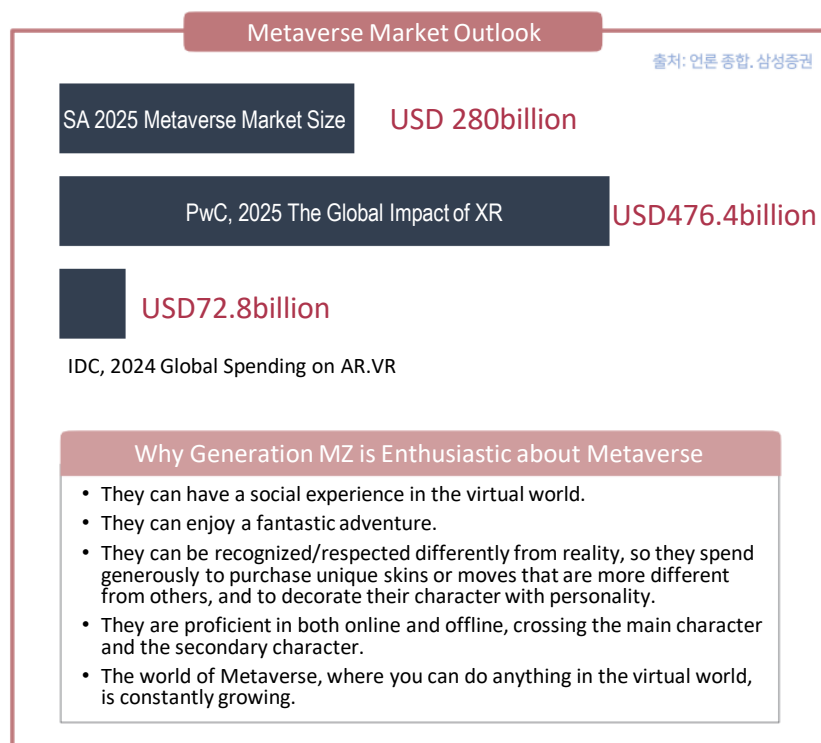 Metaverse Market Outlook
출처: 언론 종합. 삼성증권
SA 2025 Metaverse Market Size
USD 280billion
PwC, 2025 The Global Impact of XR
USD476.4billion
USD72.8billion
IDC, 2024 Global Spending on AR.VR
Why Generation MZ is Enthusiastic about Metaverse
• They can have a social experience in the virtual world.
• They can enjoy a fantastic adventure.
• They can be recognized/respected differently from reality, so they spend
generously to purchase unique skins or moves that are more different
from others, and to decorate their character with personality.
• They are proficient in both online and offline, crossing the main character
and the secondary character.
• The world of Metaverse, where you can do anything in the virtual world,
is constantly growing.